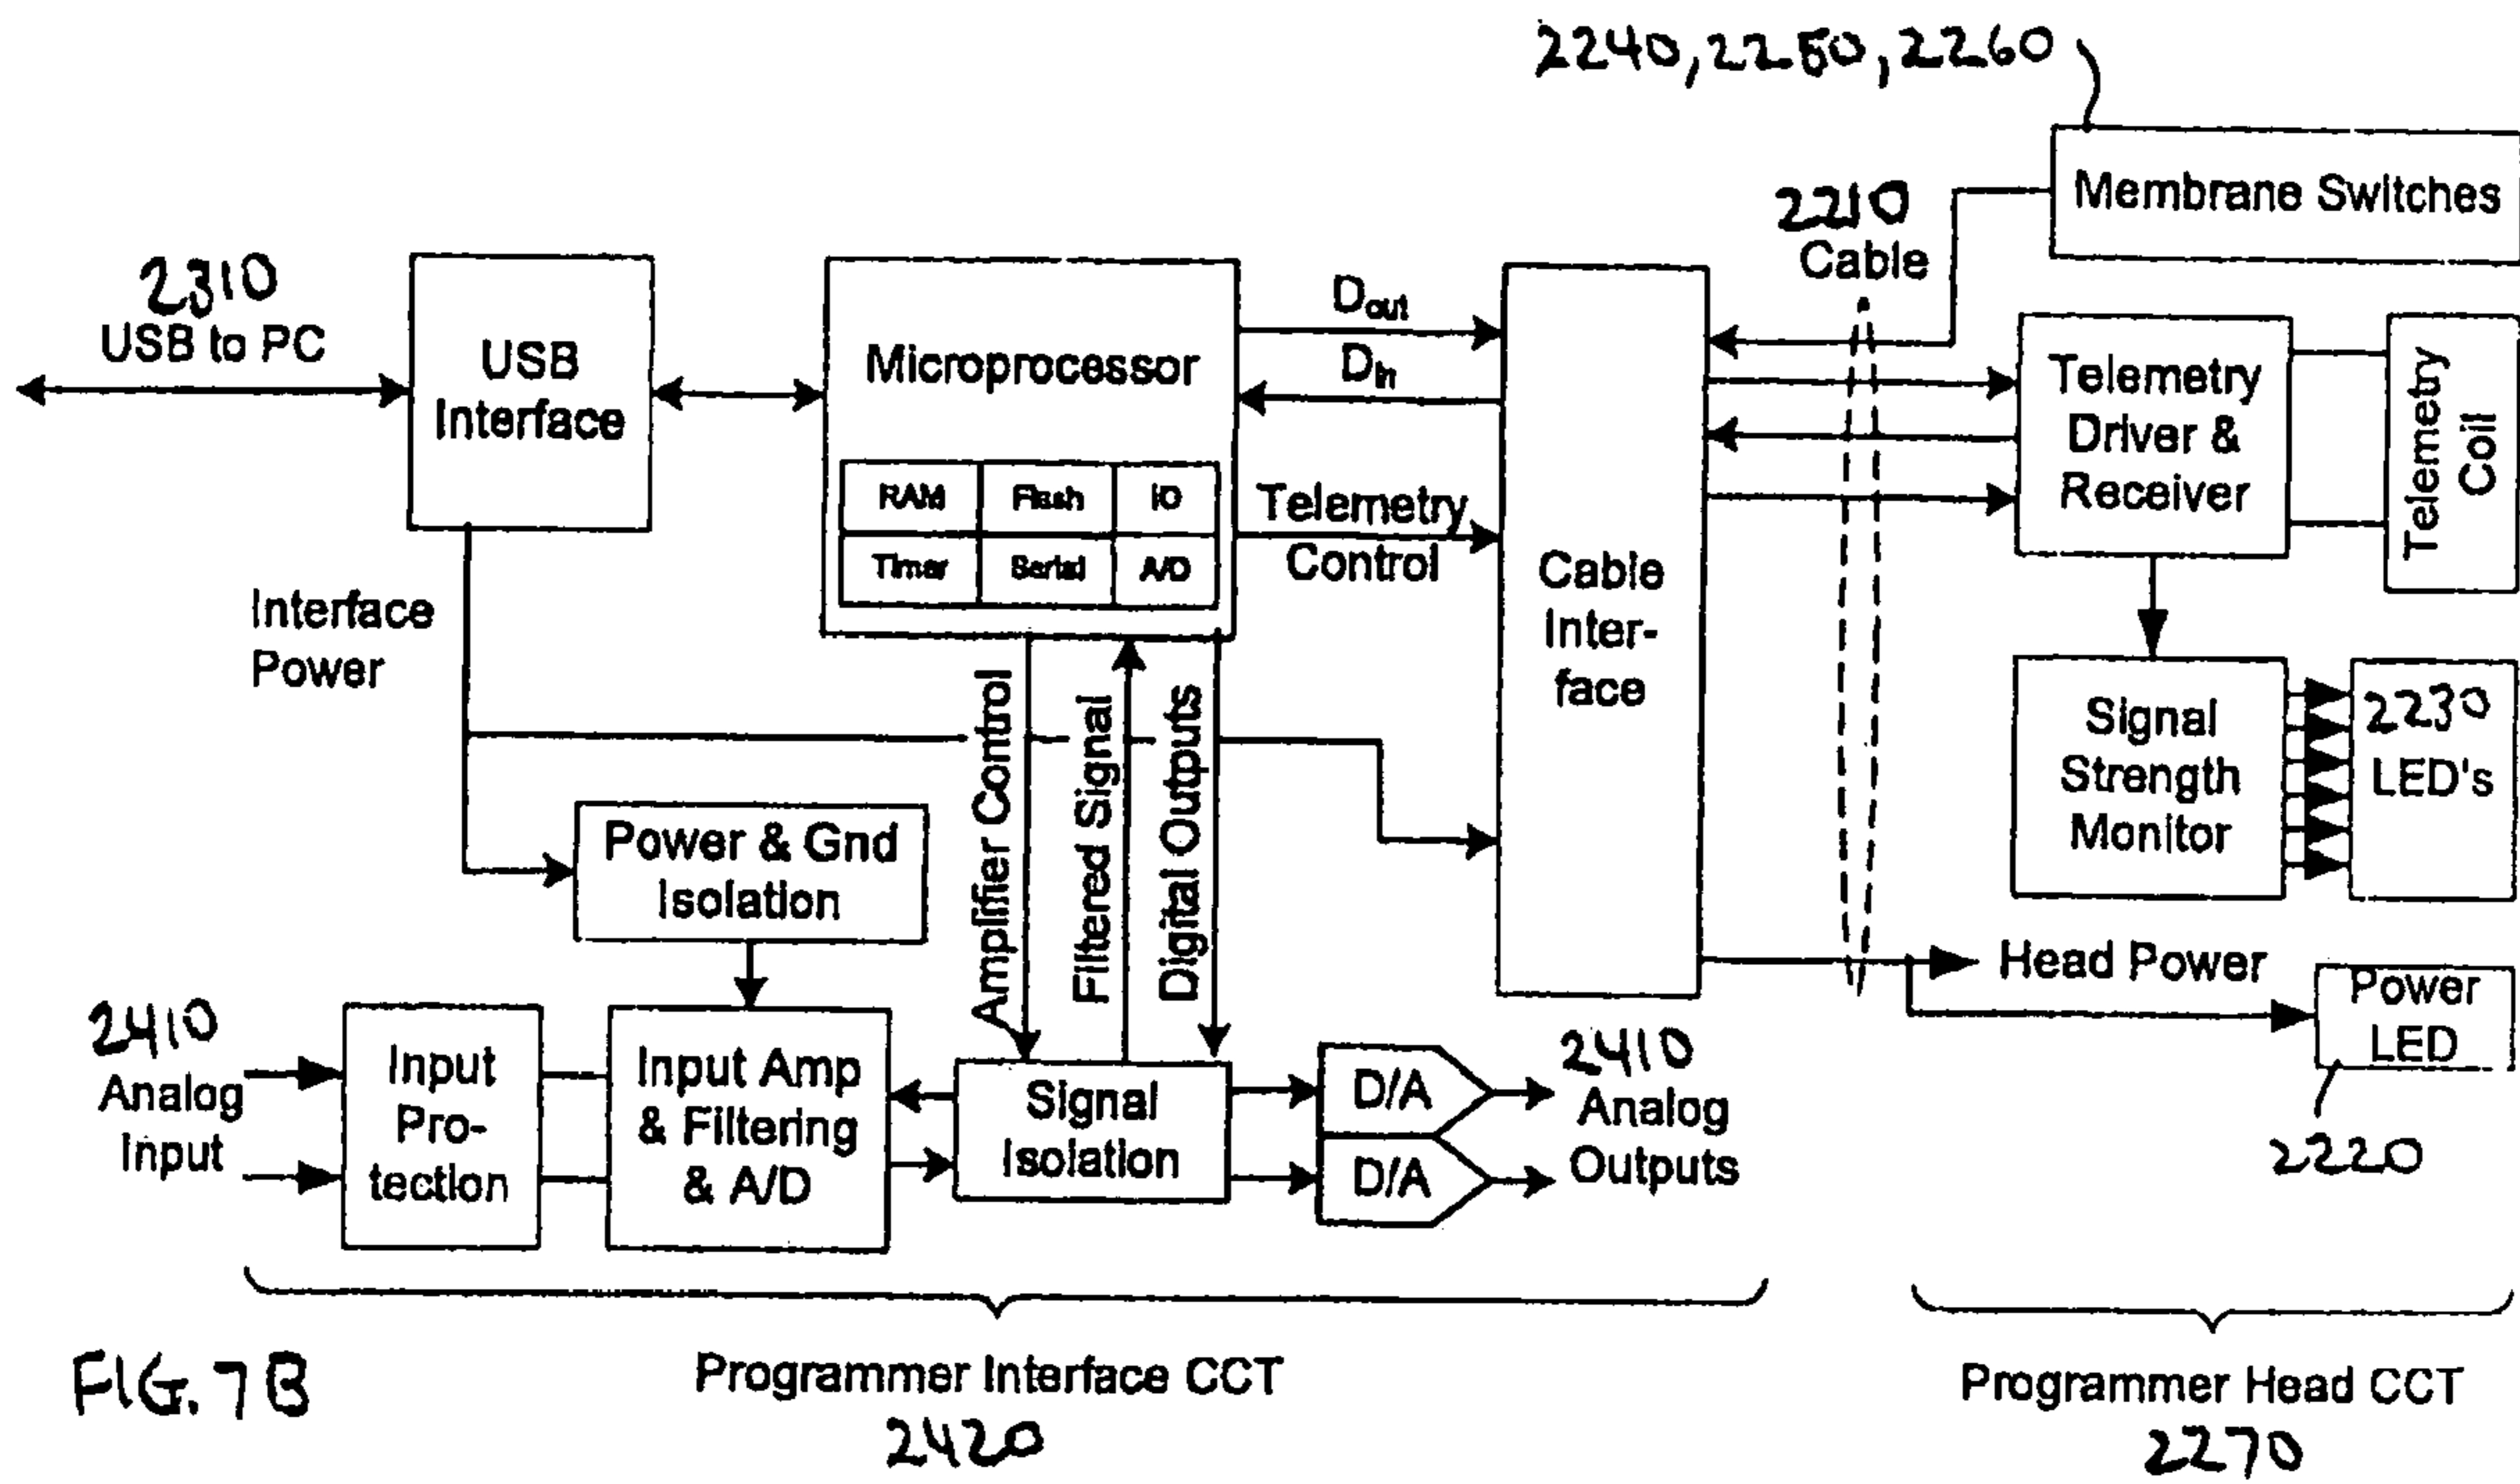 2240, 2250, 2260
Membrane Switches
2210
Cable
2310
USB to PC
USB
Interface
Microprocessor
RAM
Flash
IO
Timer
Serial
A/D
Dout
Din
Telemetry
Control
Cable
Inter-
face
Telemetry
Driver &
Receiver
Telemetry
Coil
Interface
Power
Signal
Strength
Monitor
2230
LED's
Power & Gnd
Isolation
Amplifier Control
Filtered Signal
Digital Outputs
Head Power
Power
LED
2220
2410
Analog
Input
Input
Pro-
tection
Input Amp
& Filtering
& A/D
Signal
Isolation
D/A
D/A
2410
Analog
Outputs
FIG. 7B
Programmer Interface CCT
2420
Programmer Head CCT
2270